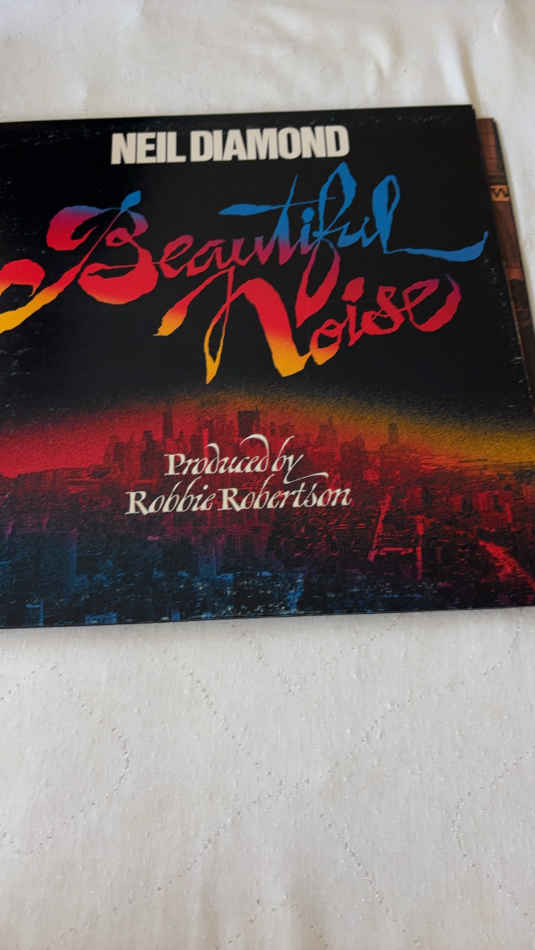 NEIL DIAMOND
Beautiful
Noise
Produced by
Robbie Robertson